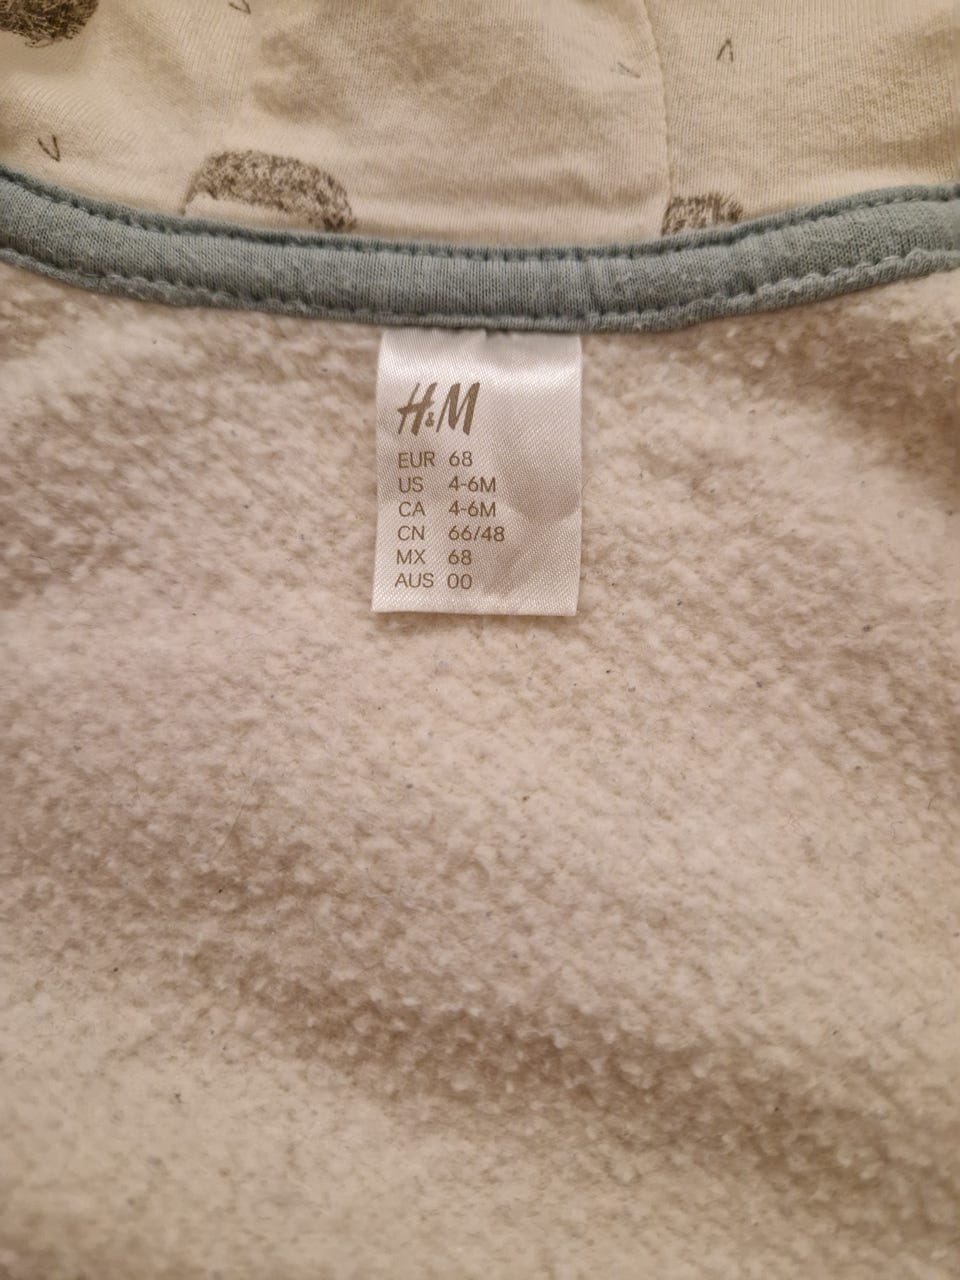 H&M
EUR 68
US 4-6M
CA 4-6M
CN 66/48
MX 68
AUS 00